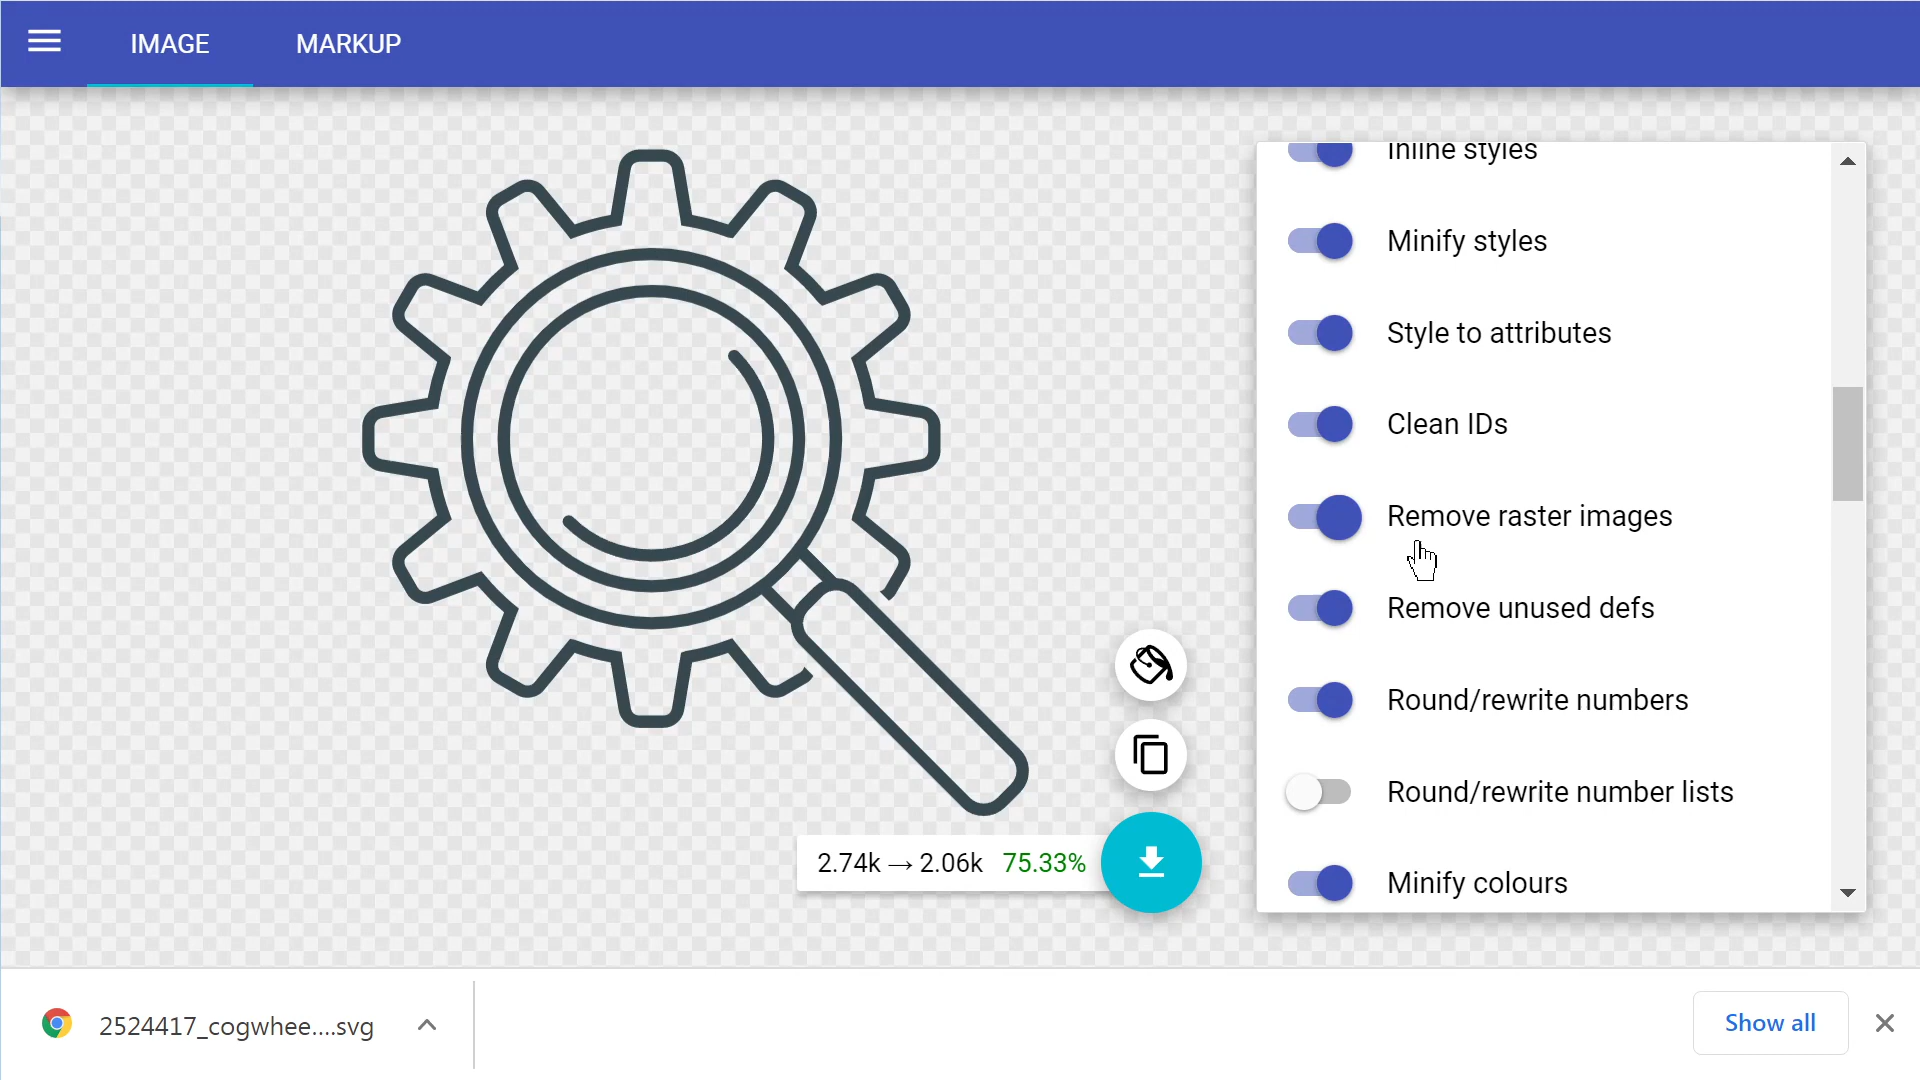 IMAGE
MARKUP
Inline styles
Minify styles
Style to attributes
Clean IDs
Remove raster images
Remove unused defs
Round/rewrite numbers
Round/rewrite number lists
Minify colours
2.74k → 2.06k 75.33%
2524417_cogwhee....svg
Show all